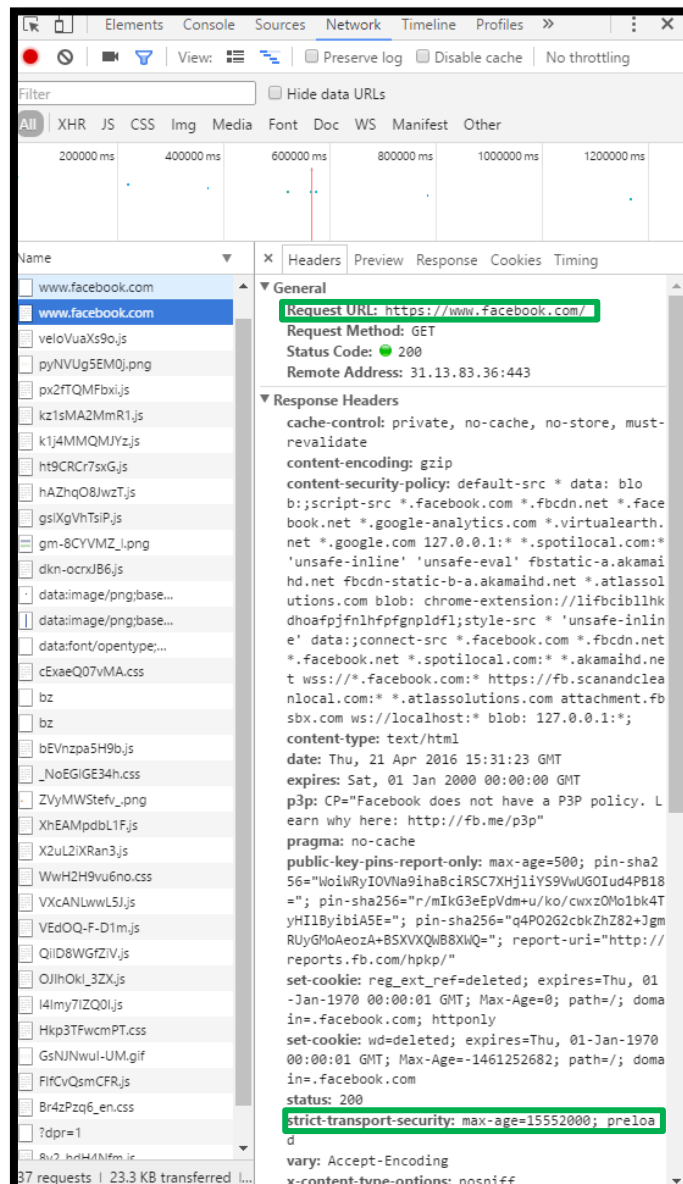 Elements Console Sources Network Timeline Profiles »
View: Preserve log Disable cache No throttling
Filter Hide data URLs
All XHR JS CSS Img Media Font Doc WS Manifest Other
200000 ms 400000 ms 600000 ms 800000 ms 1000000 ms 1200000 ms
Name
www.facebook.com
www.facebook.com
veloVuaXs9o.js
pyNVUg5EM0j.png
px2fTQMFbxi.js
kz1sMA2MmR1.js
k1j4MMQMJYz.js
ht9CRCr7sxG.js
hAZhqO8JwzT.js
gsIXgVhTsiP.js
gm-8CYVMZ_I.png
dkn-ocrxJB6.js
data:image/png;base...
data:image/png;base...
data:font/opentype;...
cExaeQ07vMA.css
bz
bz
bEVnzpa5H9b.js
_NoEGIGE34h.css
ZVyMWStefv_.png
XhEAMpdbL1F.js
X2uL2iXRan3.js
WwH2H9vu6no.css
VXcANLwwL5J.js
VEdOQ-F-D1m.js
QiID8WGfZiV.js
OJIhOkI_3ZX.js
I4Imy7IZQ0I.js
Hkp3TFwcmPT.css
GsNJNwuI-UM.gif
FIfCvQsmCFR.js
Br4zPzq6_en.css
?dpr=1
8v2_hdH4Nfm.js
37 requests | 23.3 KB transferred | ...
× Headers Preview Response Cookies Timing
General
Request URL: https://www.facebook.com/
Request Method: GET
Status Code: 200
Remote Address: 31.13.83.36:443
Response Headers
cache-control: private, no-cache, no-store, must-
revalidate
content-encoding: gzip
content-security-policy: default-src * data: blo
b:;script-src *.facebook.com *.fbcdn.net *.face
book.net *.google-analytics.com *.virtualearth.
net *.google.com 127.0.0.1:* *.spotilocal.com:*
'unsafe-inline' 'unsafe-eval' fbstatic-a.akamai
hd.net fbcdn-static-b-a.akamaihd.net *.atlassol
utions.com blob: chrome-extension://lifbcibllhk
dhoafpjfnlhfpfgnpldfl;style-src * 'unsafe-inlin
e' data:;connect-src *.facebook.com *.fbcdn.net
*.facebook.net *.spotilocal.com:* *.akamaihd.ne
t wss://*.facebook.com:* https://fb.scanandclea
nlocal.com:* *.atlassolutions.com attachment.fb
sbx.com ws://localhost:* blob: 127.0.0.1:*;
content-type: text/html
date: Thu, 21 Apr 2016 15:31:23 GMT
expires: Sat, 01 Jan 2000 00:00:00 GMT
p3p: CP="Facebook does not have a P3P policy. L
earn why here: http://fb.me/p3p"
pragma: no-cache
public-key-pins-report-only: max-age=500; pin-sha2
56="WoiWRyIOVNa9ihaBciRSC7XHjliYS9VwUGOIud4PB18
="; pin-sha256="r/mIkG3eEpVdm+u/ko/cwxzOMo1bk4T
yHIlByibiA5E="; pin-sha256="q4PO2G2cbkZhZ82+Jgm
RUyGMoAeozA+BSXVXQWB8XWQ="; report-uri="http://
reports.fb.com/hpkp/"
set-cookie: reg_ext_ref=deleted; expires=Thu, 01
-Jan-1970 00:00:01 GMT; Max-Age=0; path=/; doma
in=.facebook.com; httponly
set-cookie: wd=deleted; expires=Thu, 01-Jan-1970
00:00:01 GMT; Max-Age=-1461252682; path=/; doma
in=.facebook.com
status: 200
strict-transport-security: max-age=15552000; preloa
d
vary: Accept-Encoding
x-content-type-options: nosniff